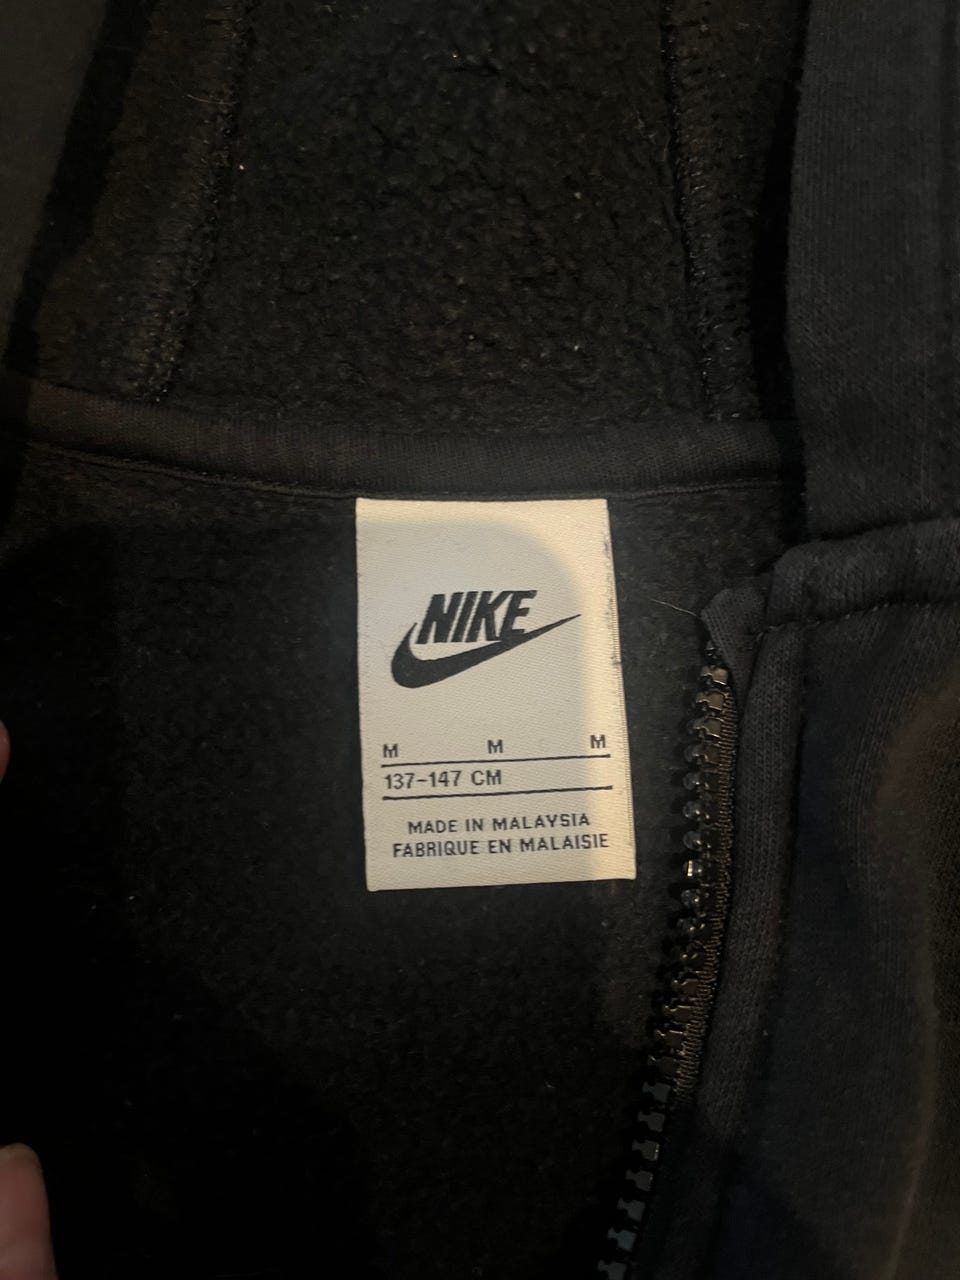 NIKE
M M M
137-147 CM
MADE IN MALAYSIA
FABRIQUE EN MALAISIE